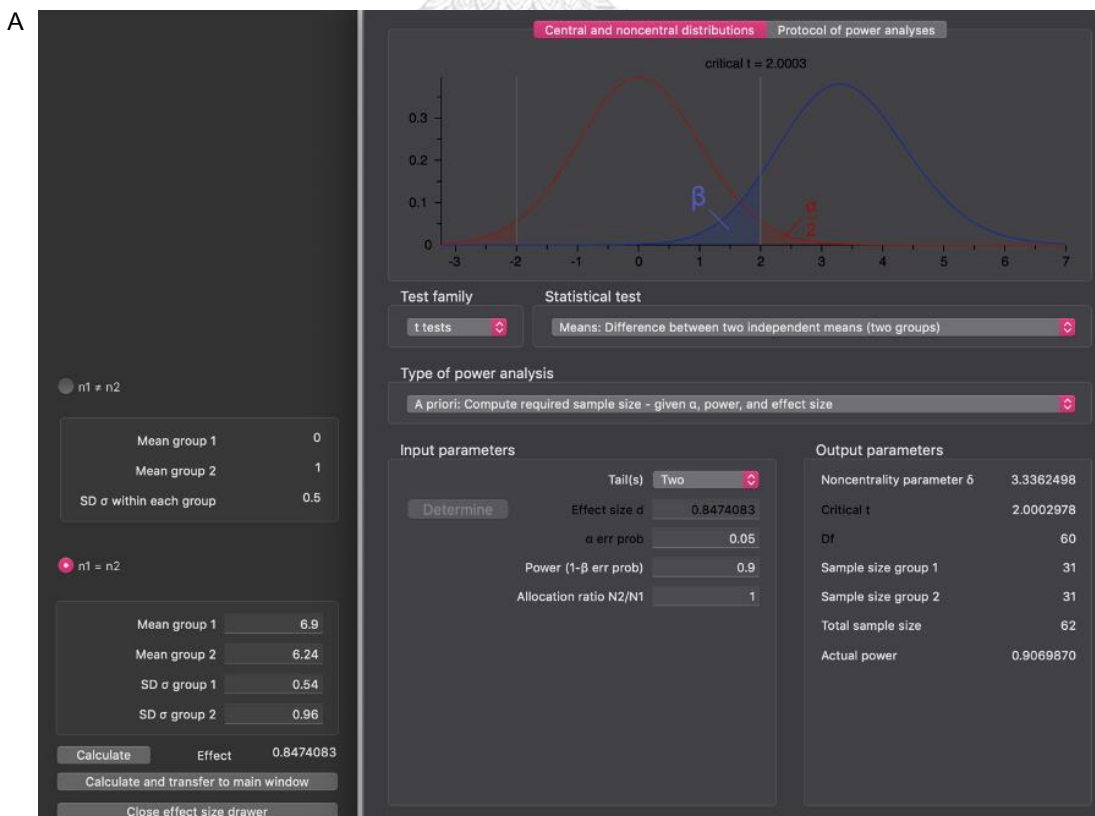 A
Central and noncentral distributions Protocol of power analyses
critical t = 2.0003
0.3
0.2
0.1
0
β
α
2
-3 -2 -1 0 1 2 3 4 5 6 7
Test family Statistical test
t tests Means: Difference between two independent means (two groups)
Type of power analysis
A priori: Compute required sample size - given α, power, and effect size
n1 ≠ n2
Mean group 1 0
Mean group 2 1
SD σ within each group 0.5
n1 = n2
Mean group 1 6.9
Mean group 2 6.24
SD σ group 1 0.54
SD σ group 2 0.96
Calculate Effect 0.8474083
Calculate and transfer to main window
Close effect size drawer
Input parameters
Tail(s) Two
Determine Effect size d 0.8474083
α err prob 0.05
Power (1-β err prob) 0.9
Allocation ratio N2/N1 1
Output parameters
Noncentrality parameter δ 3.3362498
Critical t 2.0002978
Df 60
Sample size group 1 31
Sample size group 2 31
Total sample size 62
Actual power 0.9069870